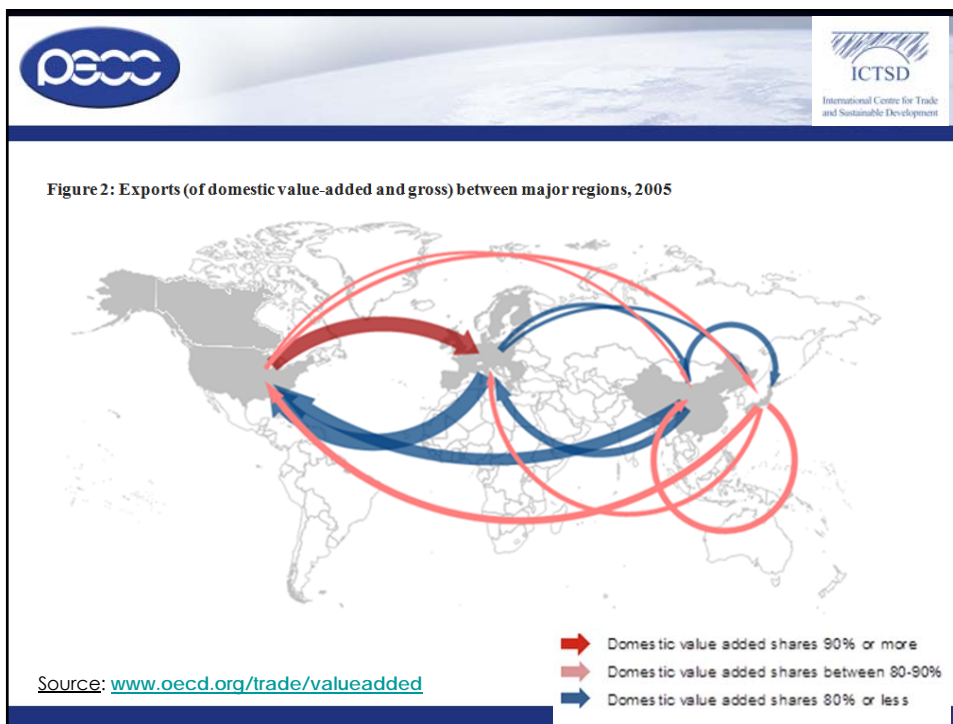 PECC
ICTSD
International Centre for Trade
and Sustainable Development
Figure 2: Exports (of domestic value-added and gross) between major regions, 2005
Domestic value added shares 90% or more
Domestic value added shares between 80-90%
Source: www.oecd.org/trade/valueadded
Domestic value added shares 80% or less